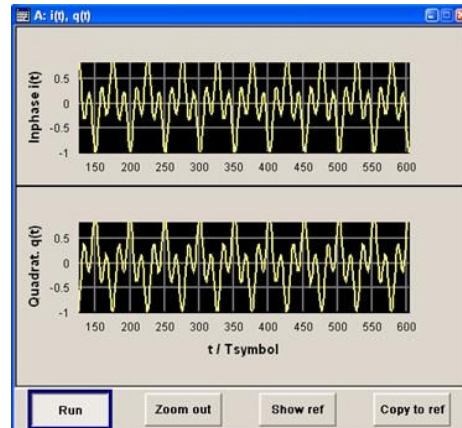 A: i(t), q(t)
Inphase i(t)
0.5
0
-0.5
-1
150 200 250 300 350 400 450 500 550 600
Quadrat. q(t)
0.5
0
-0.5
-1
150 200 250 300 350 400 450 500 550 600
t / Tsymbol
Run Zoom out Show ref Copy to ref